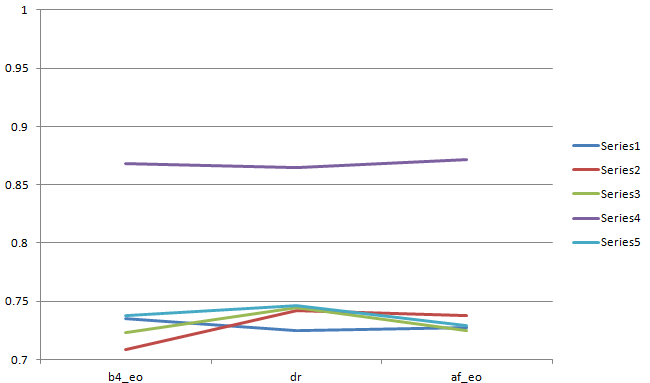 1
0.95
0.9
0.85
0.8
0.75
0.7
b4_eo dr af_eo
Series1
Series2
Series3
Series4
Series5